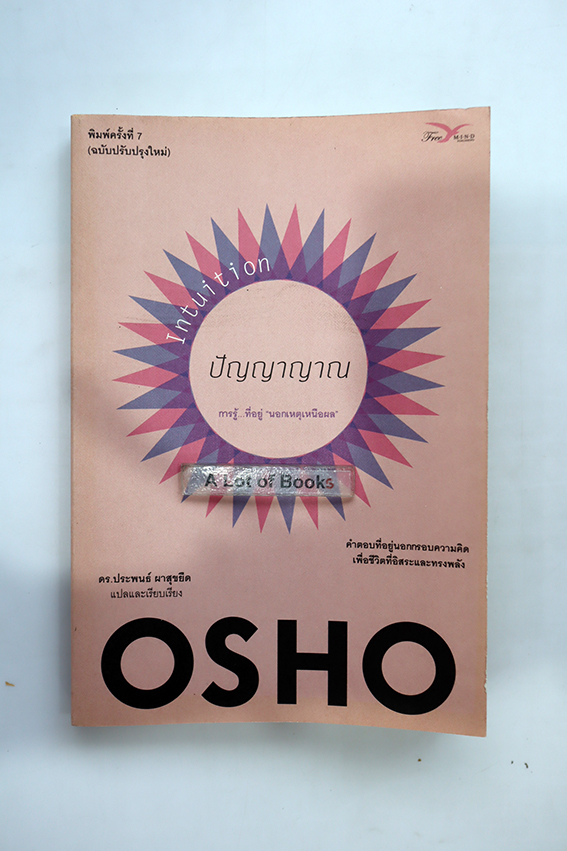 พิมพ์ครั้งที่ 7
(ฉบับปรับปรุงใหม่)
Free MIND
Intuition
ปัญญาญาณ
การรู้...ที่อยู่ "นอกเหตุเหนือผล"
A Lot of Books
คำตอบที่อยู่นอกกรอบความคิด
เพื่อชีวิตที่อิสระและทรงพลัง
ดร.ประพนธ์ ผาสุขยืด
แปลและเรียบเรียง
OSHO